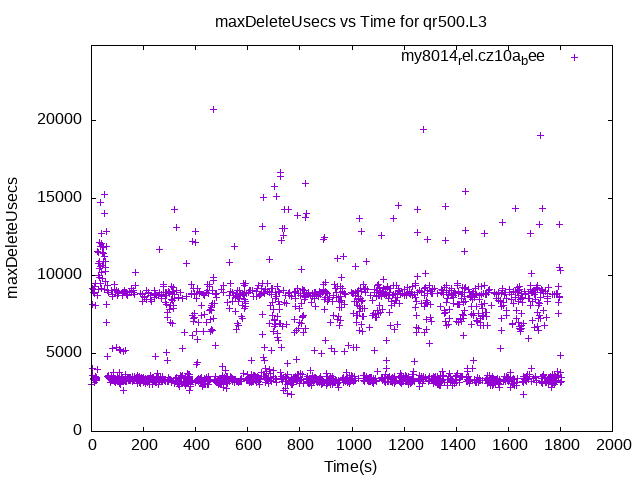 maxDeleteUsecs vs Time for qr500.L3
my8014rel.cz10abee
maxDeleteUsecs
20000
15000
10000
5000
0
0 200 400 600 800 1000 1200 1400 1600 1800 2000
Time(s)